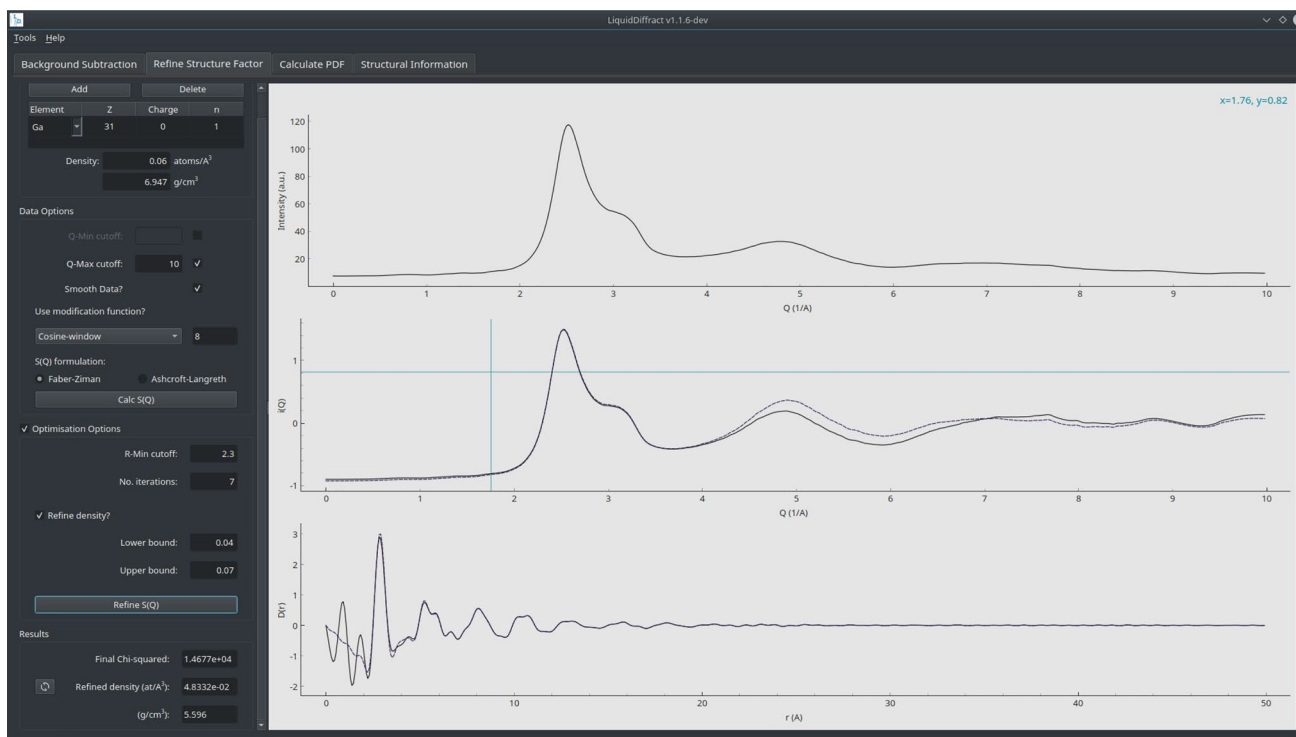 LiquidDiffract v1.1.6-dev
Tools Help
Background Subtraction Refine Structure Factor Calculate PDF Structural Information
Add Delete
Element Z Charge n
Ga 31 0 1
Density: 0.06 atoms/A³
6.947 g/cm³
Data Options
Q-Min cutoff:
Q-Max cutoff: 10
Smooth Data?
Use modification function?
Cosine-window 8
S(Q) formulation:
Faber-Ziman Ashcroft-Langreth
Calc S(Q)
Optimisation Options
R-Min cutoff: 2.3
No. iterations: 7
Refine density?
Lower bound: 0.04
Upper bound: 0.07
Refine S(Q)
Results
Final Chi-squared: 1.4677e+04
Refined density (at/A³): 4.8332e-02
(g/cm³): 5.596
x=1.76, y=0.82
Intensity (a.u.)
120
100
80
60
40
20
0 1 2 3 4 5 6 7 8 9 10
Q (1/A)
i(Q)
1
0
-1
0 1 2 3 4 5 6 7 8 9 10
Q (1/A)
D(r)
3
2
1
0
-1
-2
0 10 20 30 40 50
r (A)